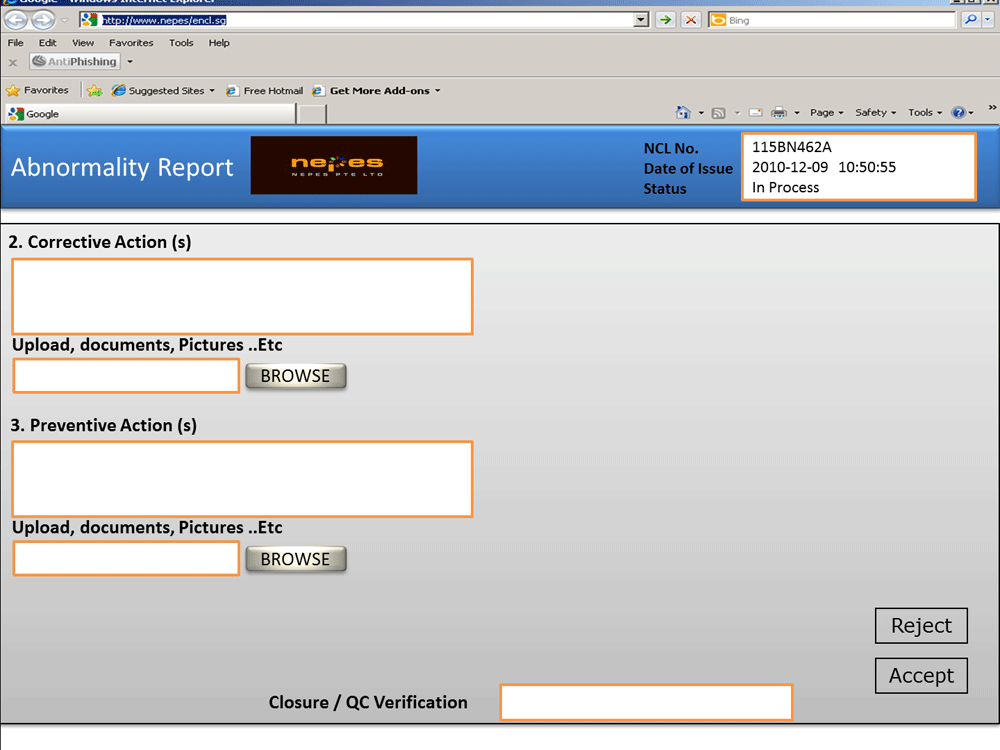 Google - Windows Internet Explorer
http://www.nepes/encl.sg
Bing
File Edit View Favorites Tools Help
AntiPhishing
Favorites Suggested Sites Free Hotmail Get More Add-ons
Google
Page Safety Tools
Abnormality Report
nepes
NEPES PTE LTD
NCL No. 115BN462A
Date of Issue 2010-12-09 10:50:55
Status In Process
2. Corrective Action (s)
Upload, documents, Pictures ..Etc
BROWSE
3. Preventive Action (s)
Upload, documents, Pictures ..Etc
BROWSE
Reject
Accept
Closure / QC Verification